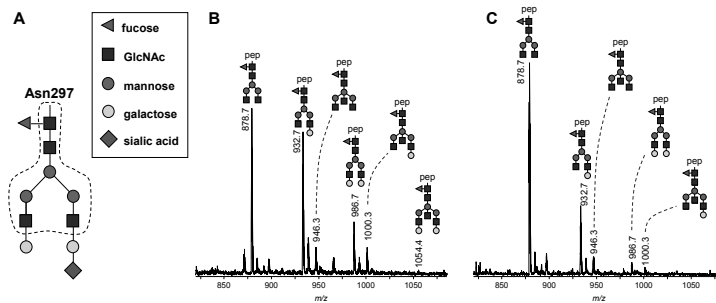 A
fucose
GlcNAc
mannose
galactose
sialic acid
Asn297
B
pep
878.7
pep
932.7
pep
946.3
pep
986.7
pep
1000.3
pep
1054.4
850
900
950
1000
1050
m/z
C
pep
878.7
pep
932.7
pep
946.3
pep
986.7
pep
1000.3
850
900
950
1000
1050
m/z